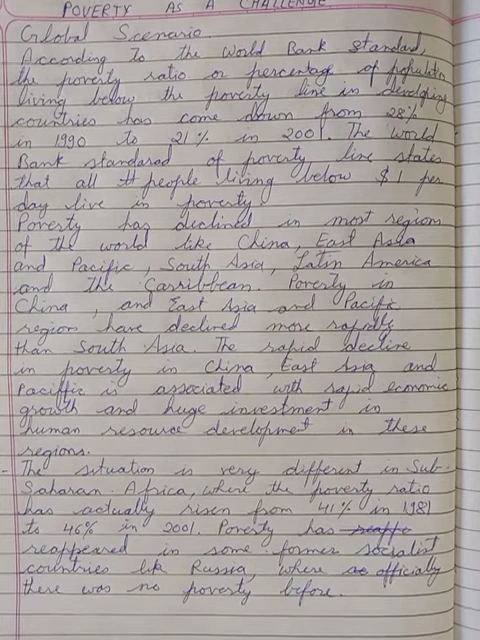 POVERTY AS A CHALLENGE
Global Scenario
According To the World Bank standard,
the poverty ratio or percentage of population
living below the poverty line in developing
countries has come down from 28%
in 1990 to 21% in 2001. The world
Bank standarad of poverty line states
that all people living below $1 per
day live in poverty
Poverty has declined in most region
of the world like China, East Asia
and Pacific, South Asia, Latin America
and the Carribbean. Poverty in
China, and East Asia and Pacific
region have declined more rapidly
than South Asia. The rapid decline
in poverty in China, East Asia and
Pacific is associated with rapid economic
growth and huge investment in
human resource development in these
regions.
- The situation is very different in Sub-
Saharan Africa, where the poverty ratio
has actually risen from 41% in 1981
to 46% in 2001. Poverty has
reappeared in some former socialist
countries like Russia, where officially
there was no poverty before.